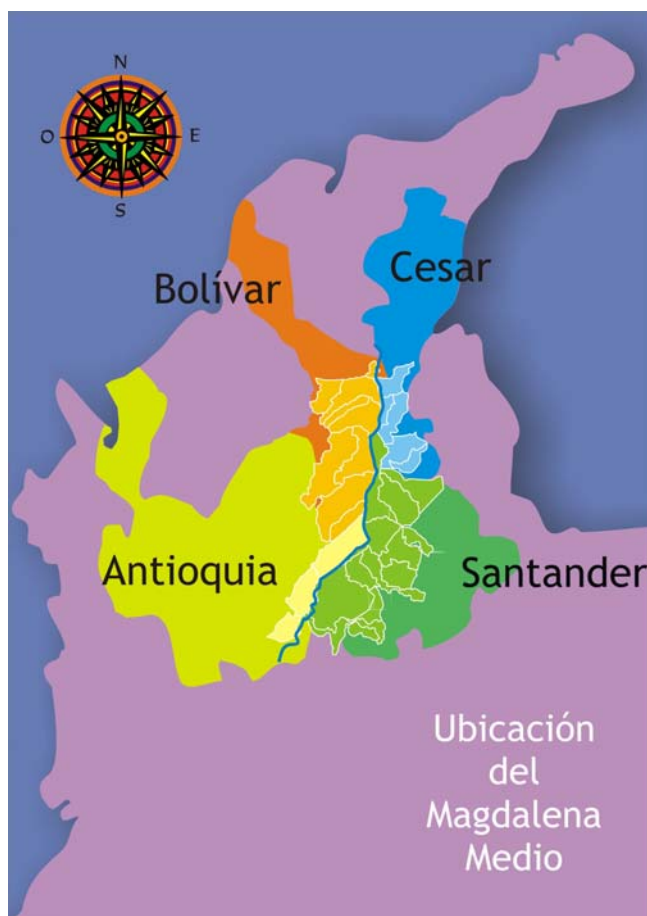 N
O
E
S
Cesar
Bolívar
Antioquia
Santander
Ubicación
del
Magdalena
Medio